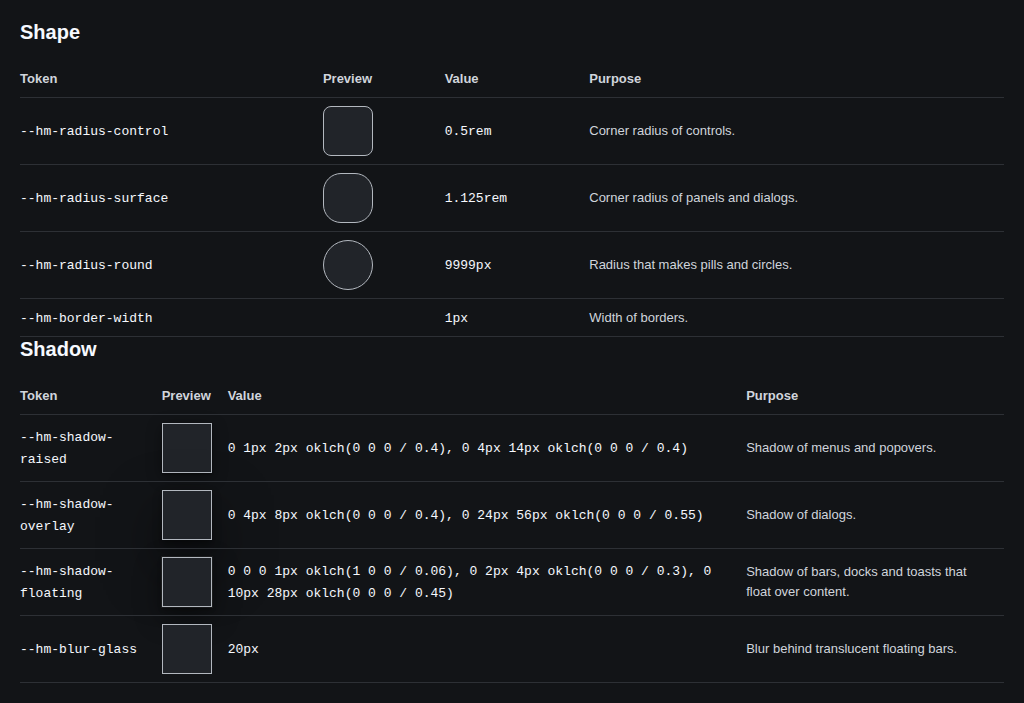 Shape
Token Preview Value Purpose
--hm-radius-control 0.5rem Corner radius of controls.
--hm-radius-surface 1.125rem Corner radius of panels and dialogs.
--hm-radius-round 9999px Radius that makes pills and circles.
--hm-border-width 1px Width of borders.
Shadow
Token Preview Value Purpose
--hm-shadow-
raised
0 1px 2px oklch(0 0 0 / 0.4), 0 4px 14px oklch(0 0 0 / 0.4)
Shadow of menus and popovers.
--hm-shadow-
overlay
0 4px 8px oklch(0 0 0 / 0.4), 0 24px 56px oklch(0 0 0 / 0.55)
Shadow of dialogs.
--hm-shadow-
floating
0 0 0 1px oklch(1 0 0 / 0.06), 0 2px 4px oklch(0 0 0 / 0.3), 0
10px 28px oklch(0 0 0 / 0.45)
Shadow of bars, docks and toasts that
float over content.
--hm-blur-glass 20px Blur behind translucent floating bars.